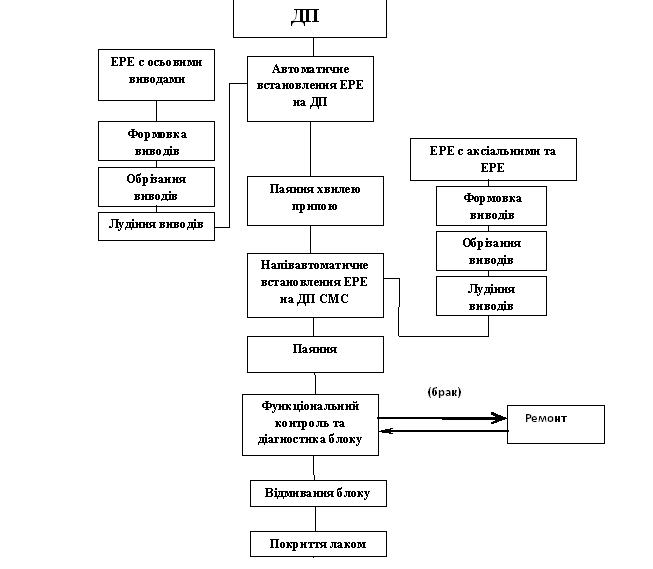 ДП
ЕРЕ с осьовими
виводами
Формовка
виводів
Обрізання
виводів
Лудіння виводів
Автоматичне
встановлення ЕРЕ
на ДП
Паяння хвилею
припою
ЕРЕ с аксіальними та
ЕРЕ
Формовка
виводів
Обрізання
виводів
Лудіння
виводів
Напівавтоматичне
встановлення ЕРЕ
на ДП СМС
Паяння
Функціональний
контроль та
діагностика блоку
(брак)
Ремонт
Відмивання блоку
Покриття лаком